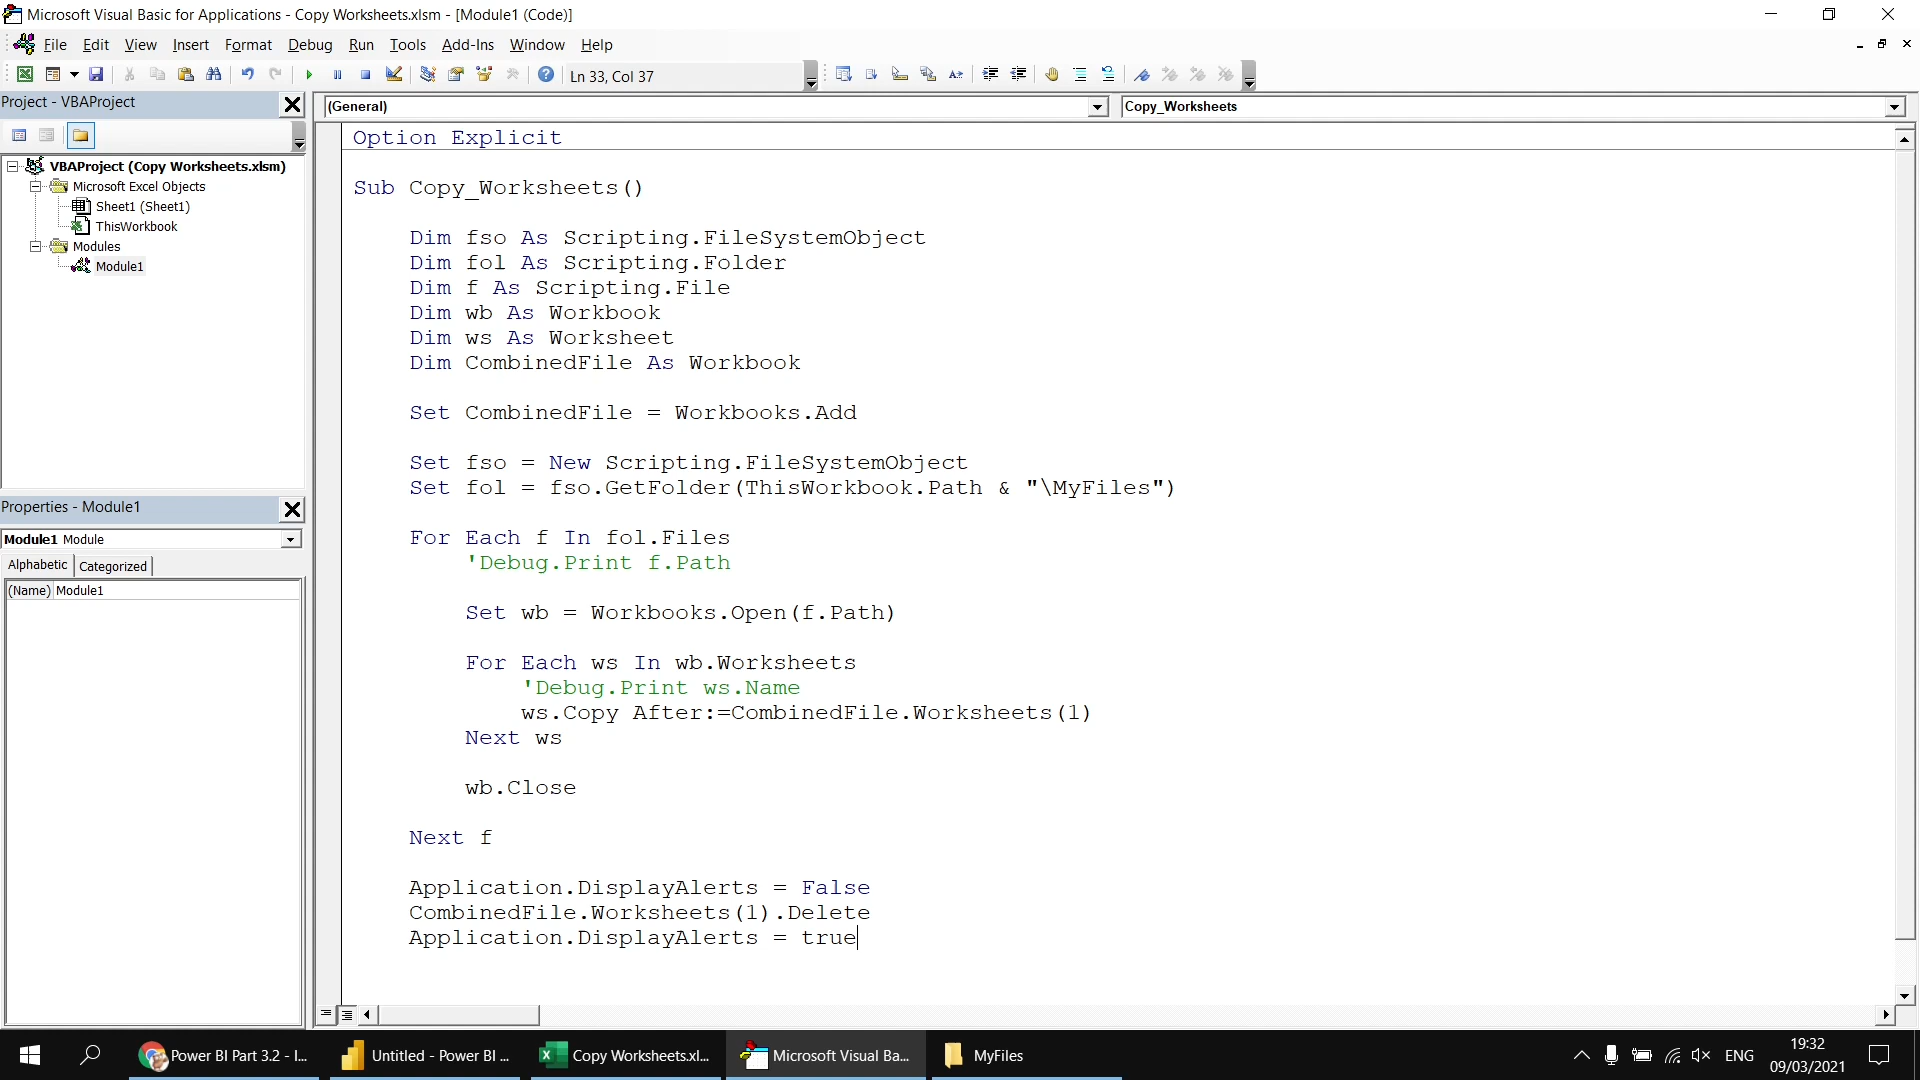 Microsoft Visual Basic for Applications - Copy Worksheets.xlsm - [Module1 (Code)]
File Edit View Insert Format Debug Run Tools Add-Ins Window Help
Ln 33, Col 37
Project - VBAProject
(General)
Copy_Worksheets
VBAProject (Copy Worksheets.xlsm)
Microsoft Excel Objects
Sheet1 (Sheet1)
ThisWorkbook
Modules
Module1
Properties - Module1
Module1 Module
Alphabetic Categorized
(Name) Module1
Option Explicit
Sub Copy_Worksheets()
Dim fso As Scripting.FileSystemObject
Dim fol As Scripting.Folder
Dim f As Scripting.File
Dim wb As Workbook
Dim ws As Worksheet
Dim CombinedFile As Workbook
Set CombinedFile = Workbooks.Add
Set fso = New Scripting.FileSystemObject
Set fol = fso.GetFolder(ThisWorkbook.Path & "\MyFiles")
For Each f In fol.Files
'Debug.Print f.Path
Set wb = Workbooks.Open(f.Path)
For Each ws In wb.Worksheets
'Debug.Print ws.Name
ws.Copy After:=CombinedFile.Worksheets(1)
Next ws
wb.Close
Next f
Application.DisplayAlerts = False
CombinedFile.Worksheets(1).Delete
Application.DisplayAlerts = true
Power BI Part 3.2 - I...
Untitled - Power BI ...
Copy Worksheets.xl...
Microsoft Visual Ba...
MyFiles
ENG
19:32
09/03/2021